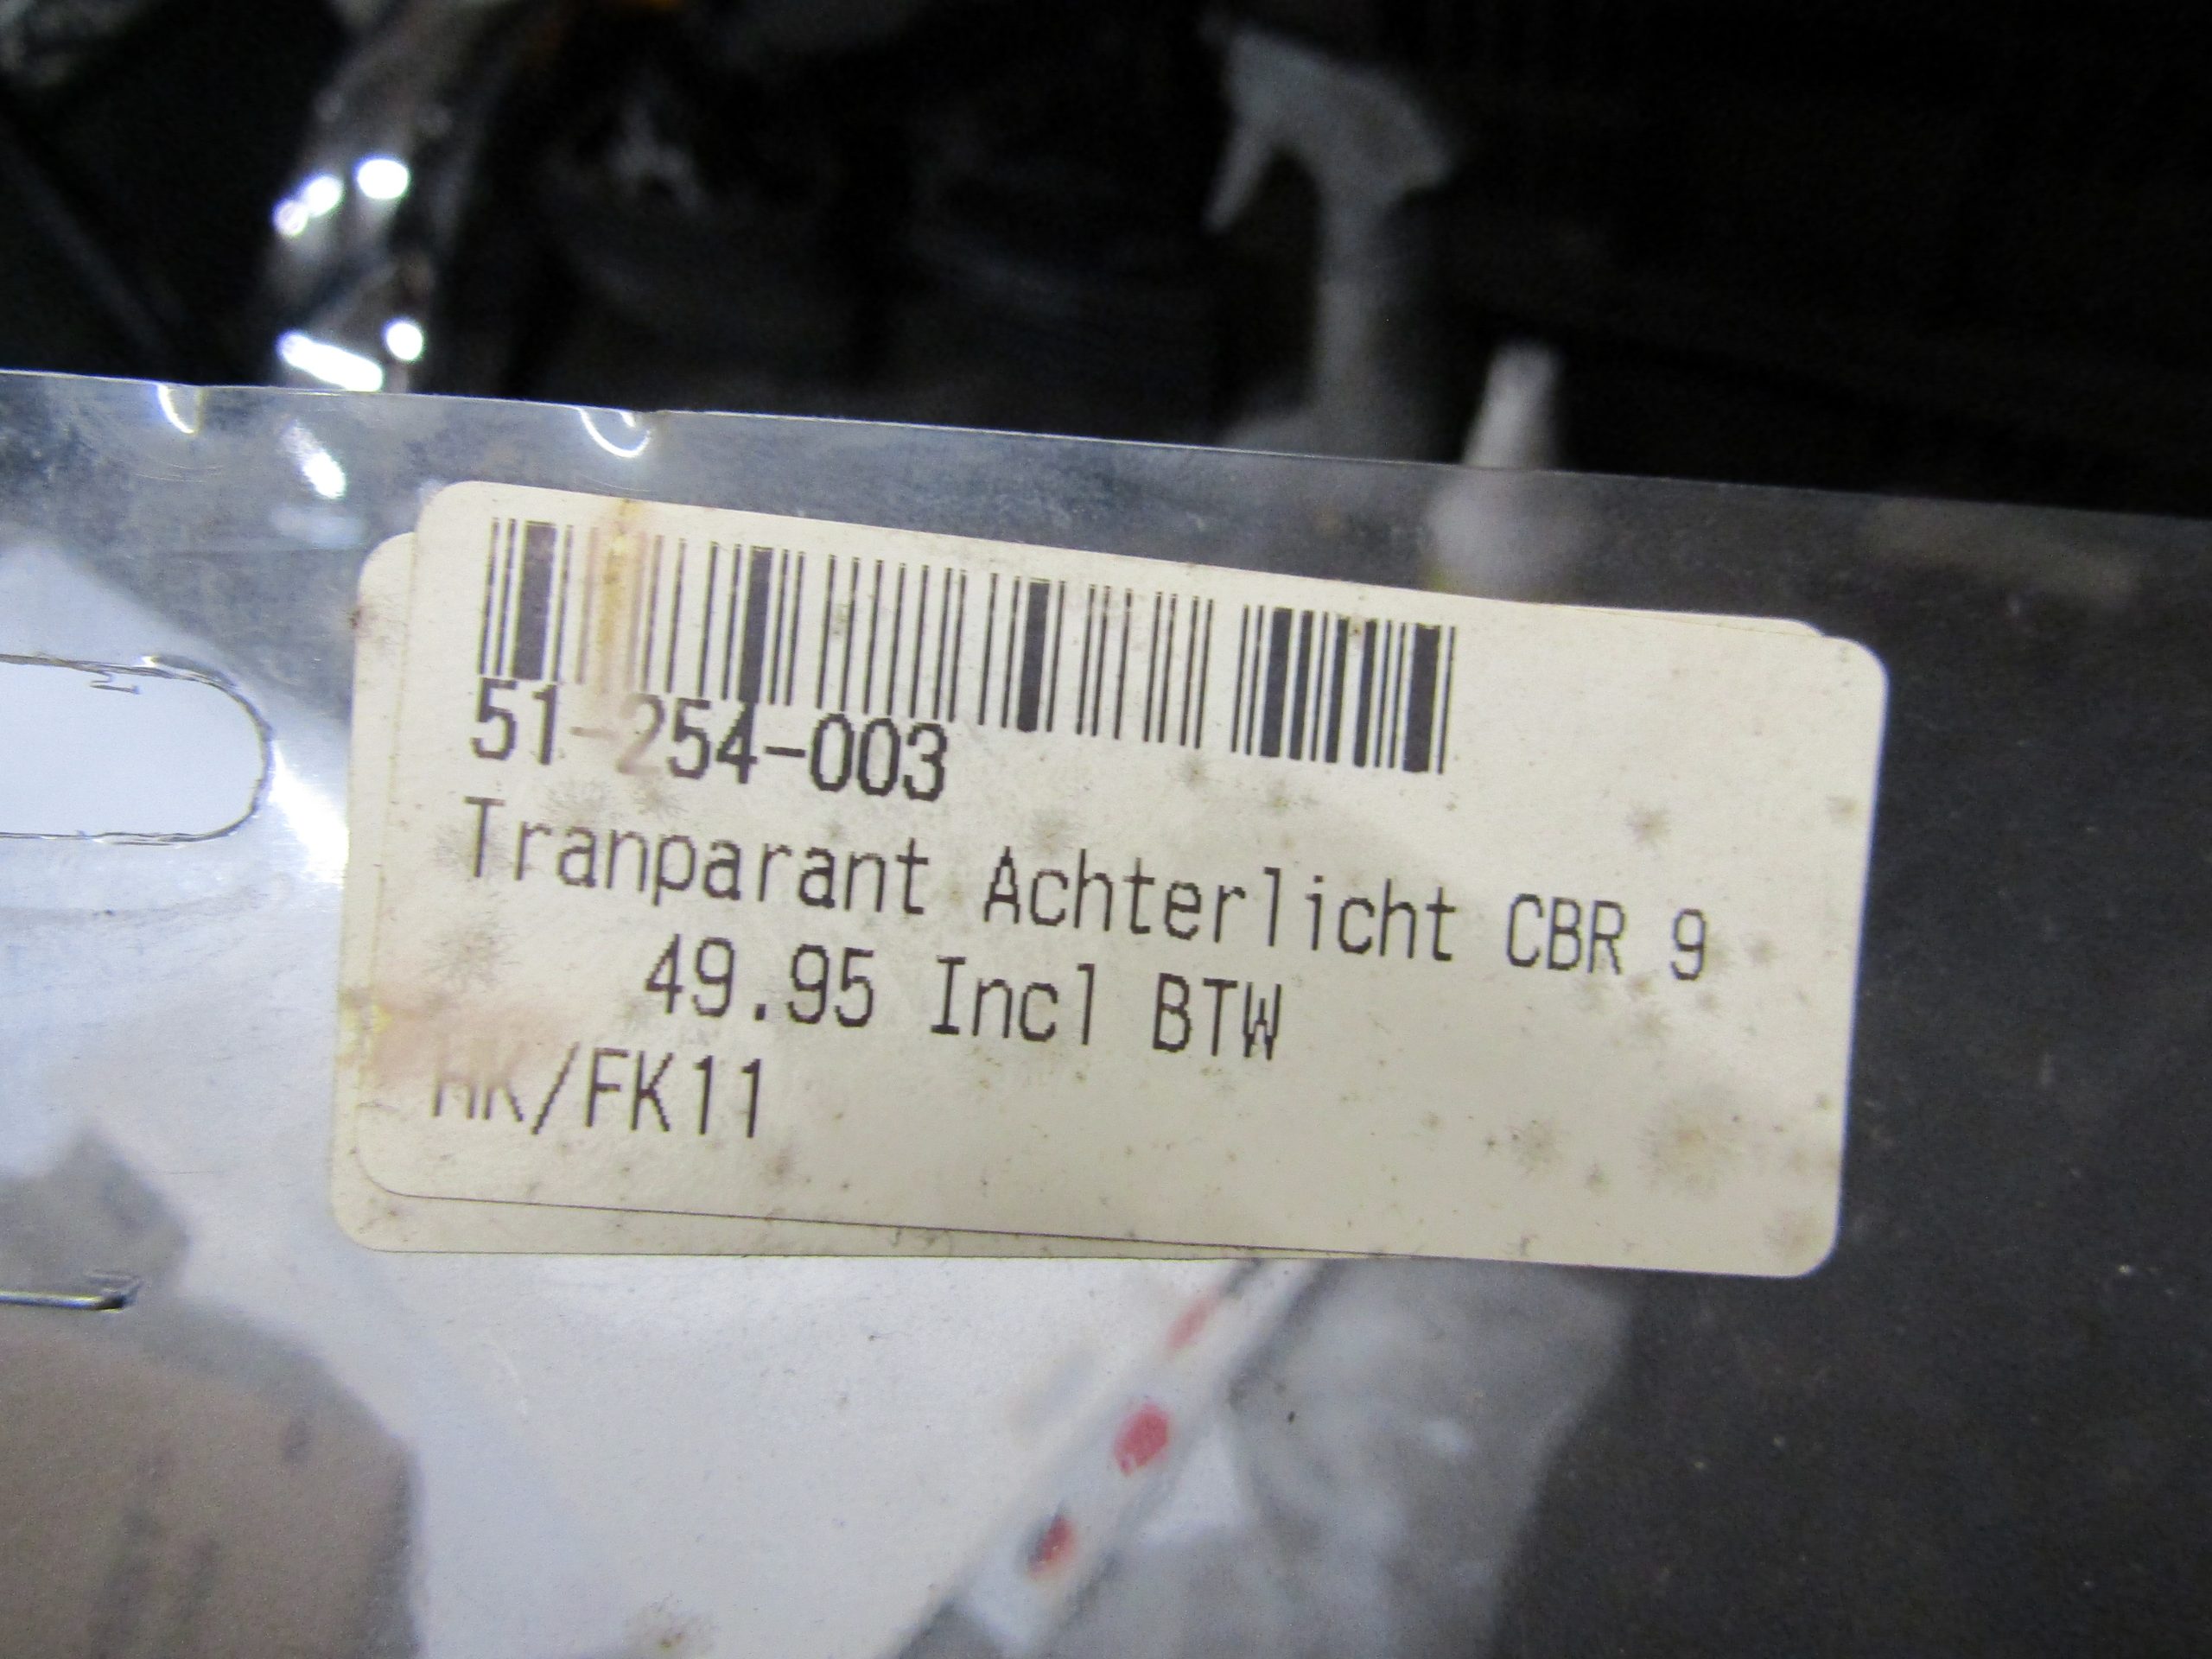 51-254-003
Tranparant Achterlicht CBR 9
49.95 Incl BTW
HK/FK11